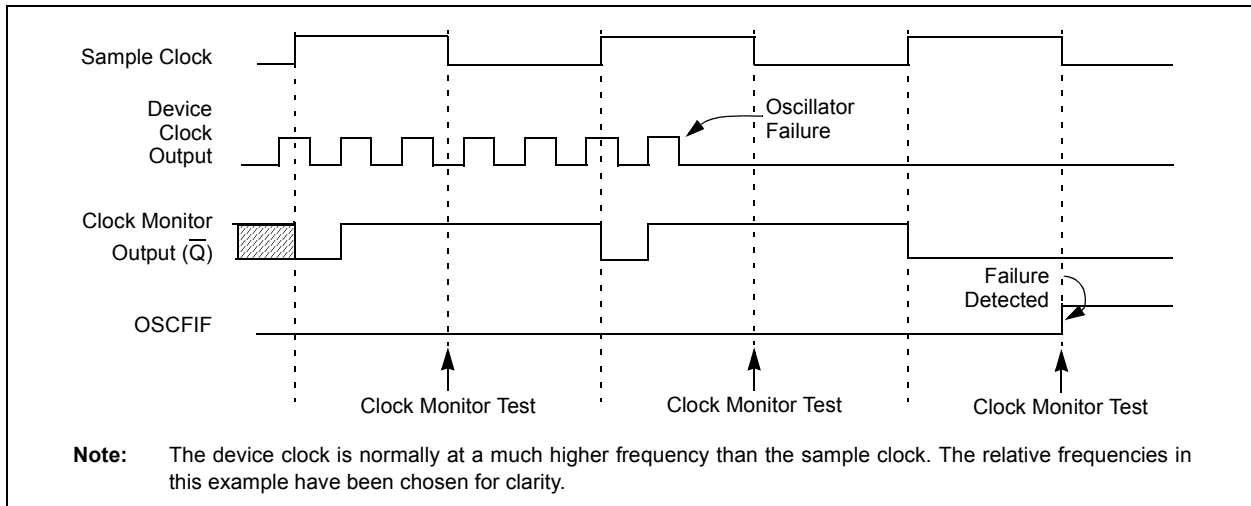 Sample Clock
Device
Clock
Output
Oscillator
Failure
Clock Monitor
Output (Q̅)
Failure
Detected
OSCFIF
Clock Monitor Test
Clock Monitor Test
Clock Monitor Test
Note: The device clock is normally at a much higher frequency than the sample clock. The relative frequencies in
this example have been chosen for clarity.